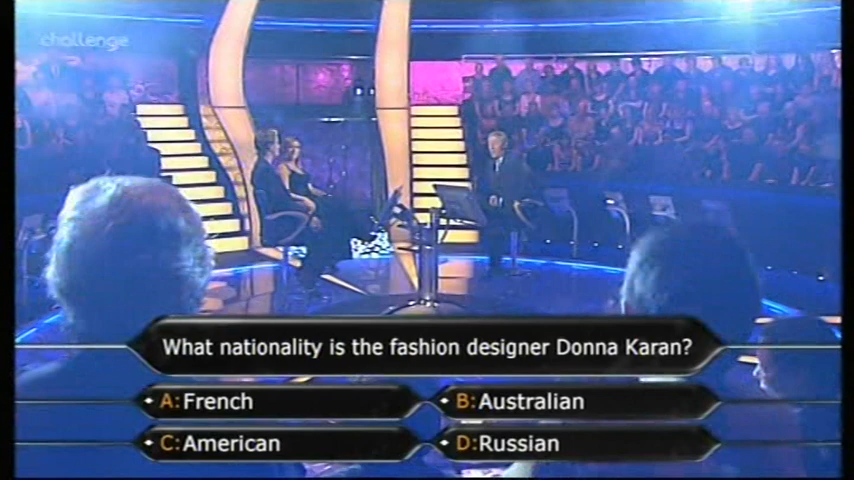 challenge
What nationality is the fashion designer Donna Karan?
A: French
B: Australian
C: American
D: Russian